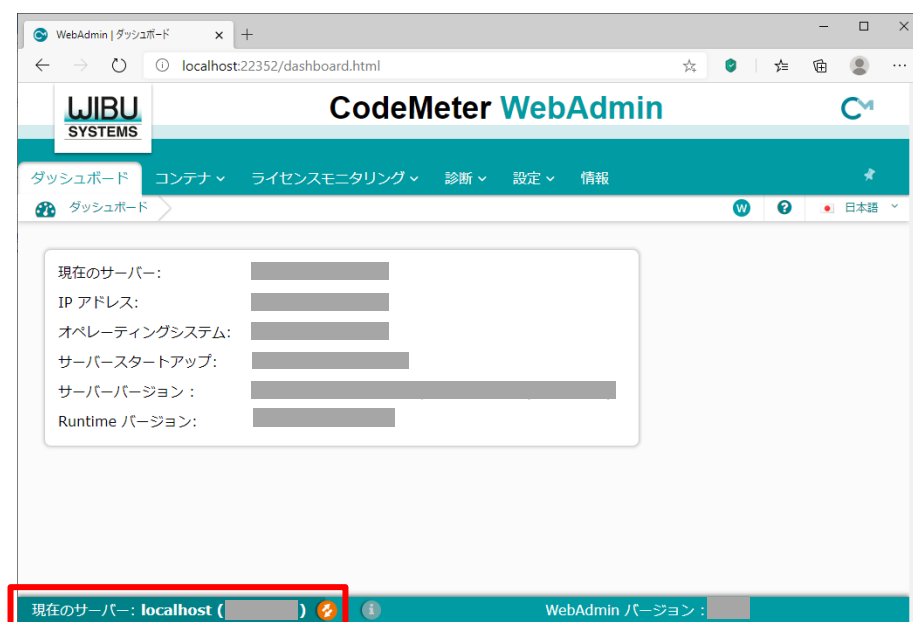 WebAdmin | ダッシュボード
localhost:22352/dashboard.html
WIBU
SYSTEMS
CodeMeter WebAdmin
CM
ダッシュボード コンテナ ライセンスモニタリング 診断 設定 情報
ダッシュボード W ? 日本語
現在のサーバー:
IP アドレス:
オペレーティングシステム:
サーバースタートアップ:
サーバーバージョン :
Runtime バージョン:
現在のサーバー: localhost ( ) i WebAdmin バージョン :